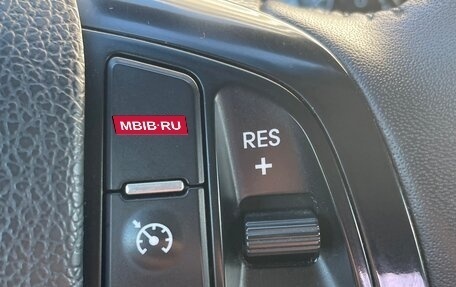 MBIB·RU
RES
+